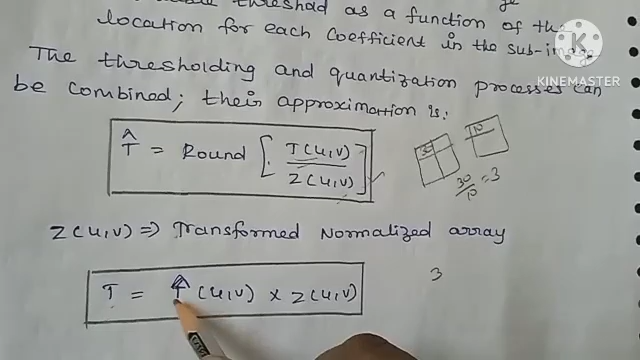 threshold as a function of the
location for each coefficient in the sub-image
The thresholding and quantization processes can
be combined; their approximation is:
T̂ = Round [ T(u,v) / Z(u,v) ]
30
10
30/10 = 3
Z(u,v) ⇒ Transformed Normalized array
3
T = T̂ (u,v) × Z(u,v)
K
KINEMASTER